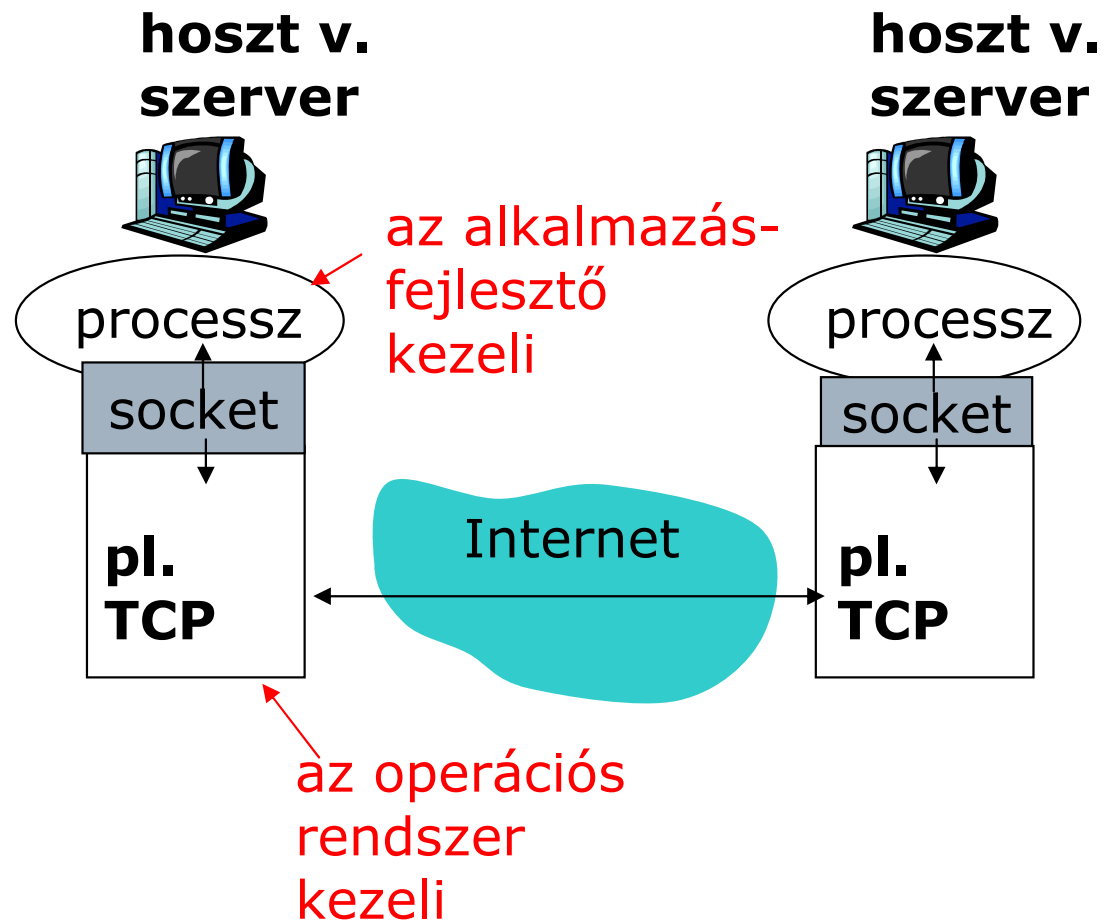 hoszt v.
szerver
hoszt v.
szerver
az alkalmazás-
fejlesztő
kezeli
processz
processz
socket
socket
Internet
pl.
TCP
pl.
TCP
az operációs
rendszer
kezeli